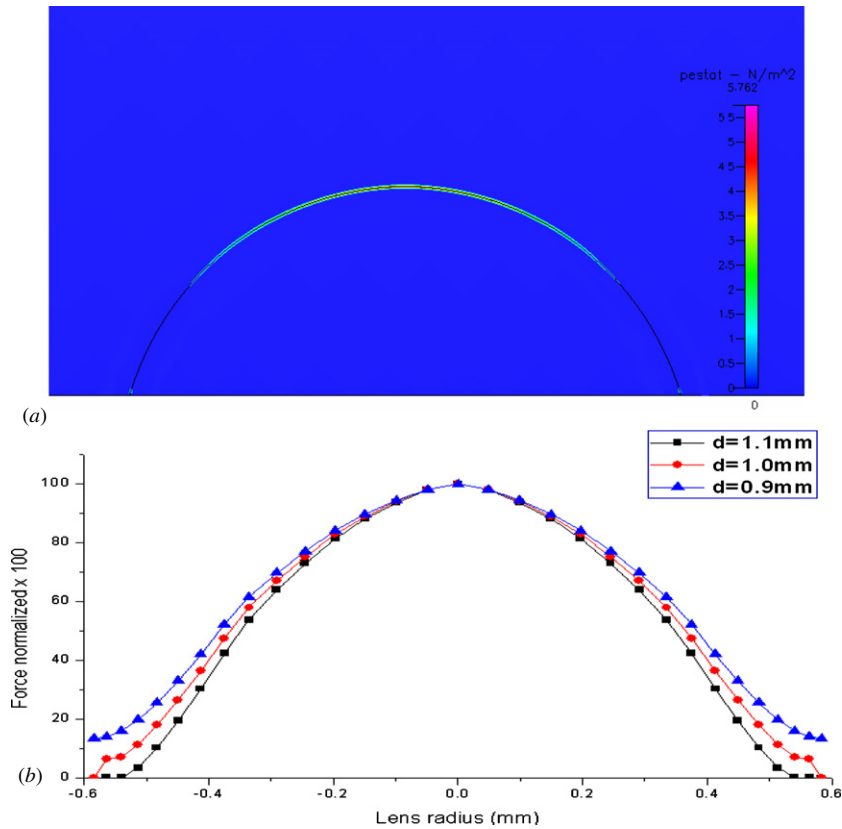 pestat - N/m^2
5.762
5.5
5
4.5
4
3.5
3
2.5
2
1.5
1
0.5
0
0
(a)
d=1.1mm
d=1.0mm
d=0.9mm
100
80
60
40
20
0
Force normalized x 100
(b)
-0.6 -0.4 -0.2 0.0 0.2 0.4 0.6
Lens radius (mm)